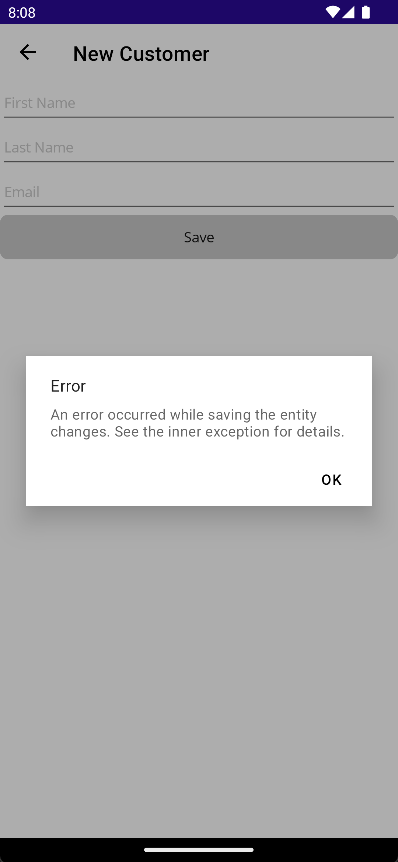 8:08
New Customer
First Name
Last Name
Email
Save
Error
An error occurred while saving the entity
changes. See the inner exception for details.
OK